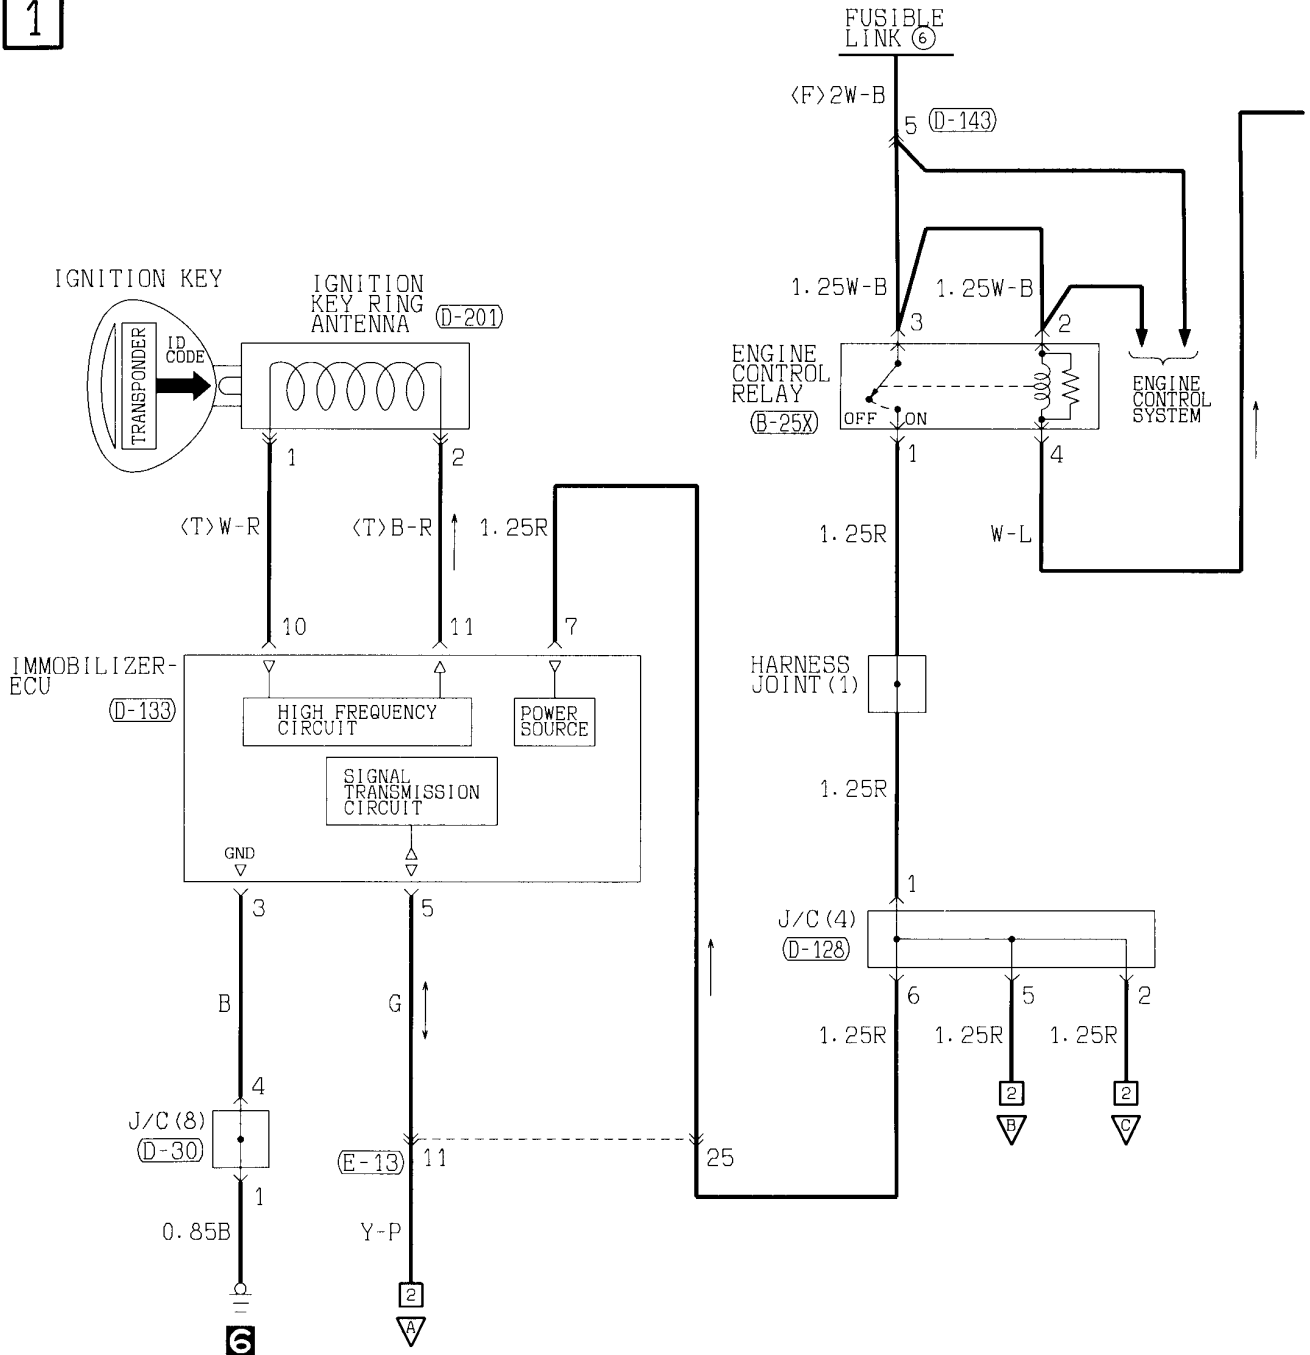 1
FUSIBLE
LINK 6
<F>2W-B
5 D-143
IGNITION KEY
IGNITION
KEY RING
ANTENNA D-201
TRANSPONDER
ID
CODE
1.25W-B
1.25W-B
3
2
ENGINE
CONTROL
RELAY
B-25X
OFF
ON
ENGINE
CONTROL
SYSTEM
1
2
1
4
<T>W-R
<T>B-R
1.25R
1.25R
W-L
10
11
7
IMMOBILIZER-
ECU
D-133
HIGH FREQUENCY
CIRCUIT
POWER
SOURCE
SIGNAL
TRANSMISSION
CIRCUIT
GND
HARNESS
JOINT(1)
1.25R
3
5
1
J/C(4)
D-128
B
G
6
5
2
1.25R
1.25R
1.25R
4
2
2
J/C(8)
D-30
B
C
E-13
11
25
1
0.85B
Y-P
2
A
6